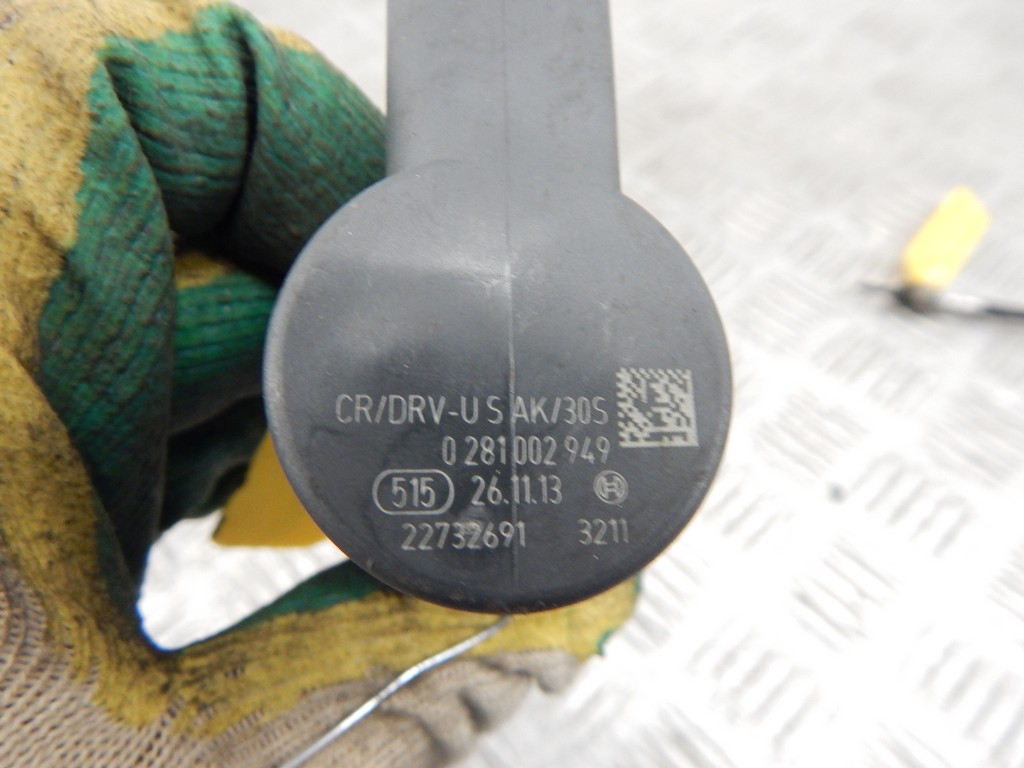 CR/DRV-U S AK/30S
0 281 002 949
515 26.11.13
22732691 3211